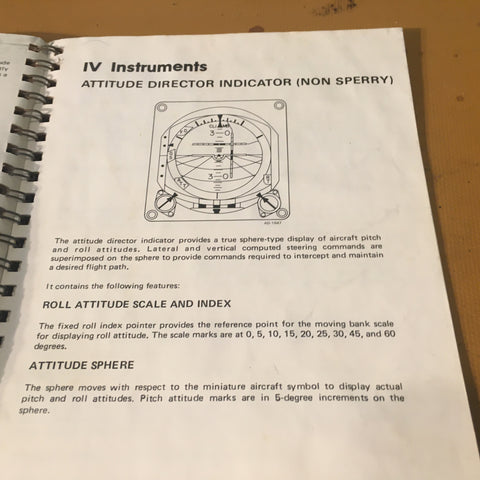 IV Instruments
ATTITUDE DIRECTOR INDICATOR (NON SPERRY)
CLIMB
3 0
3 0
The attitude director indicator provides a true sphere-type display of aircraft pitch
and roll attitudes. Lateral and vertical computed steering commands are
superimposed on the sphere to provide commands required to intercept and maintain
a desired flight path.
It contains the following features:
ROLL ATTITUDE SCALE AND INDEX
The fixed roll index pointer provides the reference point for the moving bank scale
for displaying roll attitude. The scale marks are at 0, 5, 10, 15, 20, 25, 30, 45, and 60
degrees.
ATTITUDE SPHERE
The sphere moves with respect to the miniature aircraft symbol to display actual
pitch and roll attitudes. Pitch attitude marks are in 5-degree increments on the
sphere.